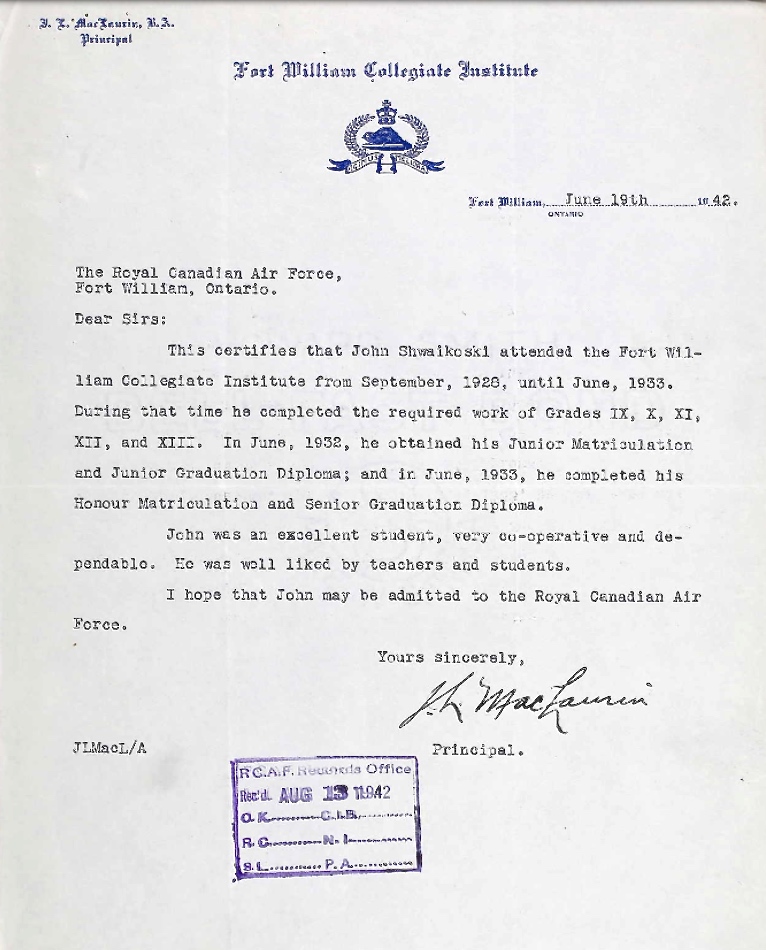 J. L. MacLaurin, B.A.
Principal
Fort William Collegiate Institute
Fort William, June 19th 1942.
ONTARIO
The Royal Canadian Air Force,
Fort William, Ontario.
Dear Sirs:
This certifies that John Shwaikoski attended the Fort Wil-
liam Collegiate Institute from September, 1928, until June, 1933.
During that time he completed the required work of Grades IX, X, XI,
XII, and XIII. In June, 1932, he obtained his Junior Matriculation
and Junior Graduation Diploma; and in June, 1933, he completed his
Honour Matriculation and Senior Graduation Diploma.
John was an excellent student, very co-operative and de-
pendable. He was well liked by teachers and students.
I hope that John may be admitted to the Royal Canadian Air
Force.
Yours sincerely,
J. L. MacLaurin
JLMacL/A
Principal.
R.C.A.F. Records Office
Rec'd. AUG 13 1942
O.K. C.I.B.
R.C. N.I.
S.L. P.A.